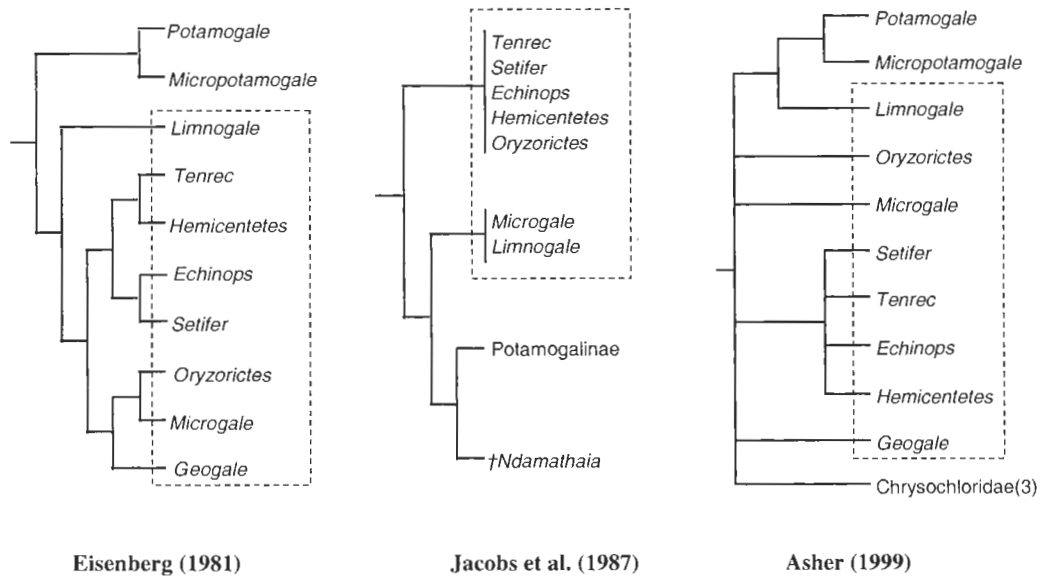 Potamogale
Micropotamogale
Limnogale
Tenrec
Hemicentetes
Echinops
Setifer
Oryzorictes
Microgale
Geogale
Eisenberg (1981)
Tenrec
Setifer
Echinops
Hemicentetes
Oryzorictes
Microgale
Limnogale
Potamogalinae
†Ndamathaia
Jacobs et al. (1987)
Potamogale
Micropotamogale
Limnogale
Oryzorictes
Microgale
Setifer
Tenrec
Echinops
Hemicentetes
Geogale
Chrysochloridae(3)
Asher (1999)